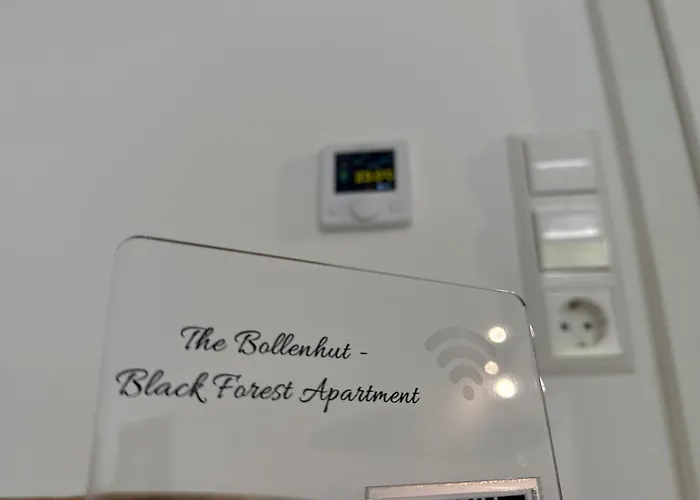 The Bollenhut -
Black Forest Apartment